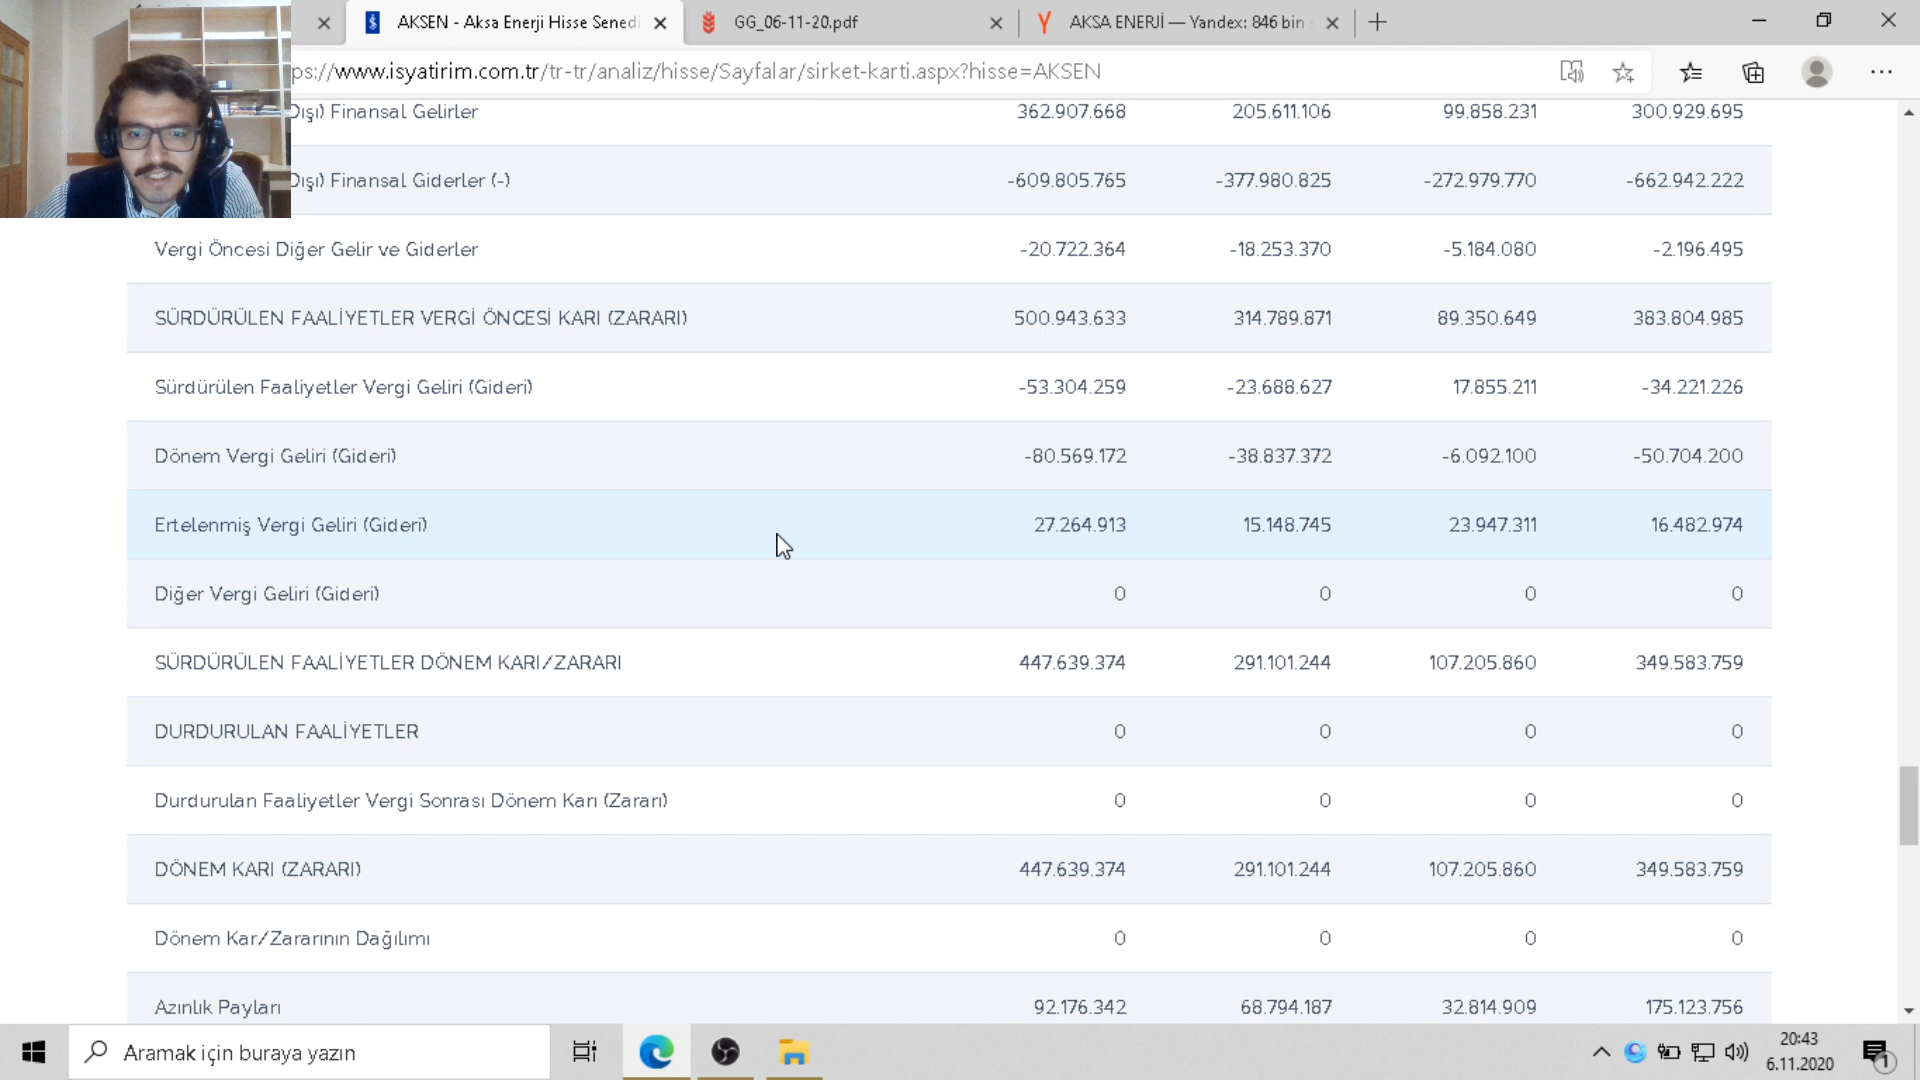 AKSEN - Aksa Enerji Hisse Senedi
GG_06-11-20.pdf
AKSA ENERJİ — Yandex: 846 bin
ps://www.isyatirim.com.tr/tr-tr/analiz/hisse/Sayfalar/sirket-karti.aspx?hisse=AKSEN
Dışı) Finansal Gelirler 362.907.668 205.611.106 99.858.231 300.929.695
Dışı) Finansal Giderler (-) -609.805.765 -377.980.825 -272.979.770 -662.942.222
Vergi Öncesi Diğer Gelir ve Giderler -20.722.364 -18.253.370 -5.184.080 -2.196.495
SÜRDÜRÜLEN FAALİYETLER VERGİ ÖNCESİ KARI (ZARARI) 500.943.633 314.789.871 89.350.649 383.804.985
Sürdürülen Faaliyetler Vergi Geliri (Gideri) -53.304.259 -23.688.627 17.855.211 -34.221.226
Dönem Vergi Geliri (Gideri) -80.569.172 -38.837.372 -6.092.100 -50.704.200
Ertelenmiş Vergi Geliri (Gideri) 27.264.913 15.148.745 23.947.311 16.482.974
Diğer Vergi Geliri (Gideri) 0 0 0 0
SÜRDÜRÜLEN FAALİYETLER DÖNEM KARI/ZARARI 447.639.374 291.101.244 107.205.860 349.583.759
DURDURULAN FAALİYETLER 0 0 0 0
Durdurulan Faaliyetler Vergi Sonrası Dönem Karı (Zararı) 0 0 0 0
DÖNEM KARI (ZARARI) 447.639.374 291.101.244 107.205.860 349.583.759
Dönem Kar/Zararının Dağılımı 0 0 0 0
Azınlık Payları 92.176.342 68.794.187 32.814.909 175.123.756
Aramak için buraya yazın
20:43
6.11.2020
1